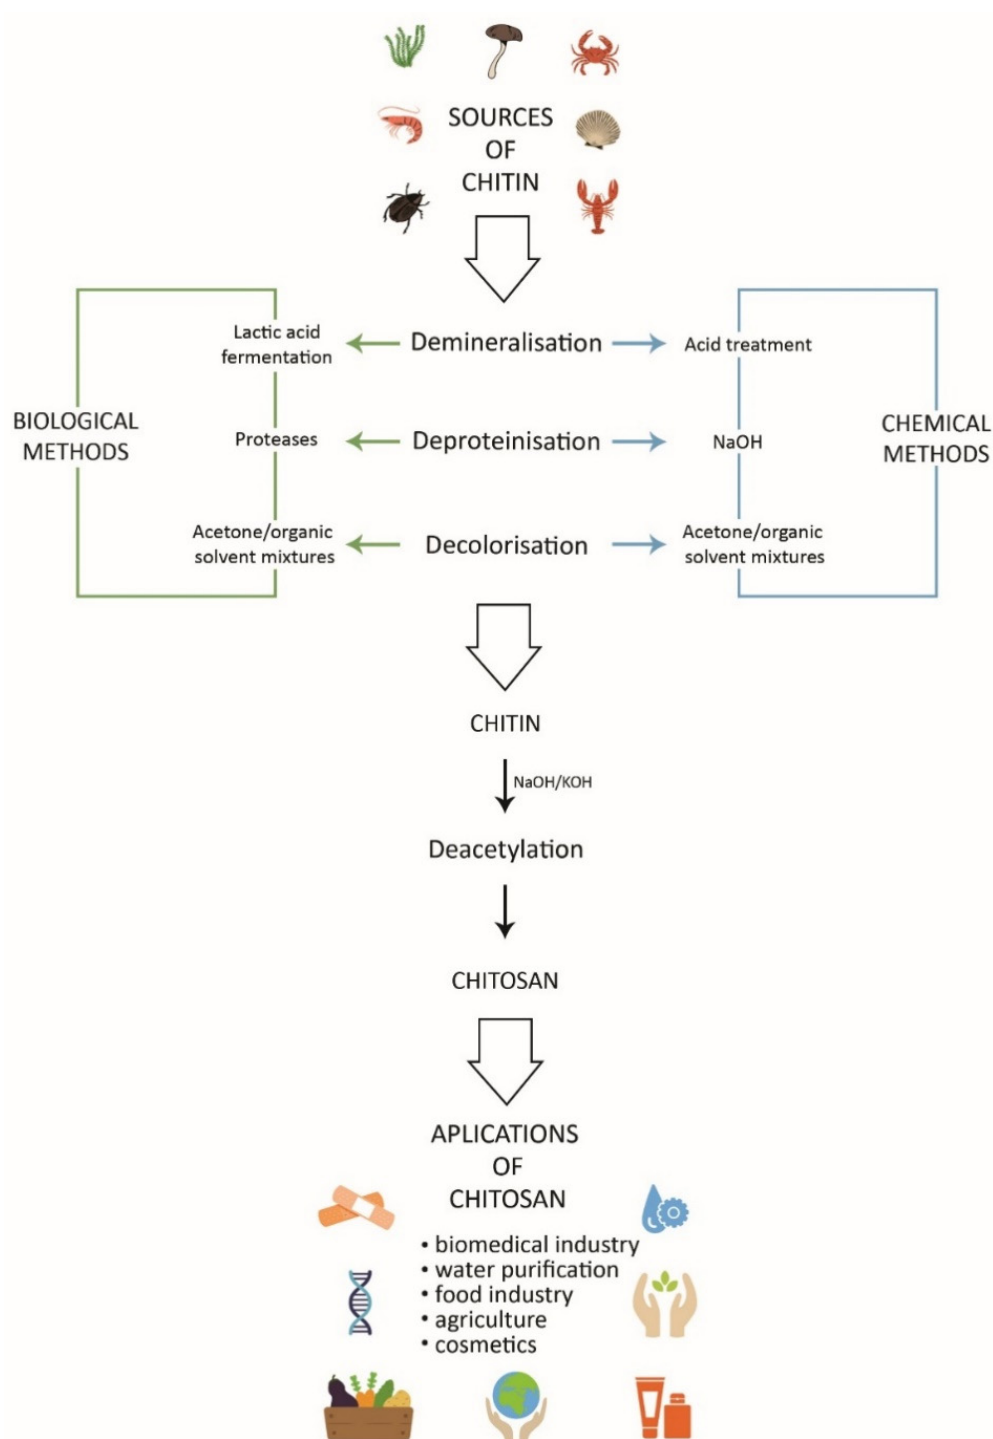 SOURCES
OF
CHITIN
BIOLOGICAL
METHODS
Lactic acid
fermentation
Demineralisation
Acid treatment
Proteases
Deproteinisation
NaOH
CHEMICAL
METHODS
Acetone/organic
solvent mixtures
Decolorisation
Acetone/organic
solvent mixtures
CHITIN
NaOH/KOH
Deacetylation
CHITOSAN
APLICATIONS
OF
CHITOSAN
• biomedical industry
• water purification
• food industry
• agriculture
• cosmetics